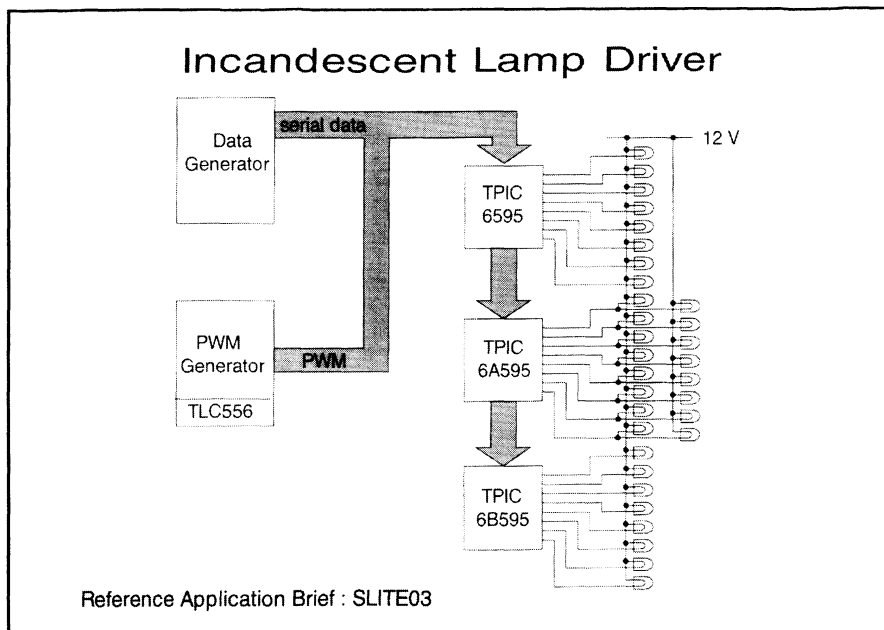 Incandescent Lamp Driver
serial data
12 V
Data
Generator
TPIC
6595
PWM
Generator
TLC556
PWM
TPIC
6A595
TPIC
6B595
Reference Application Brief : SLITE03